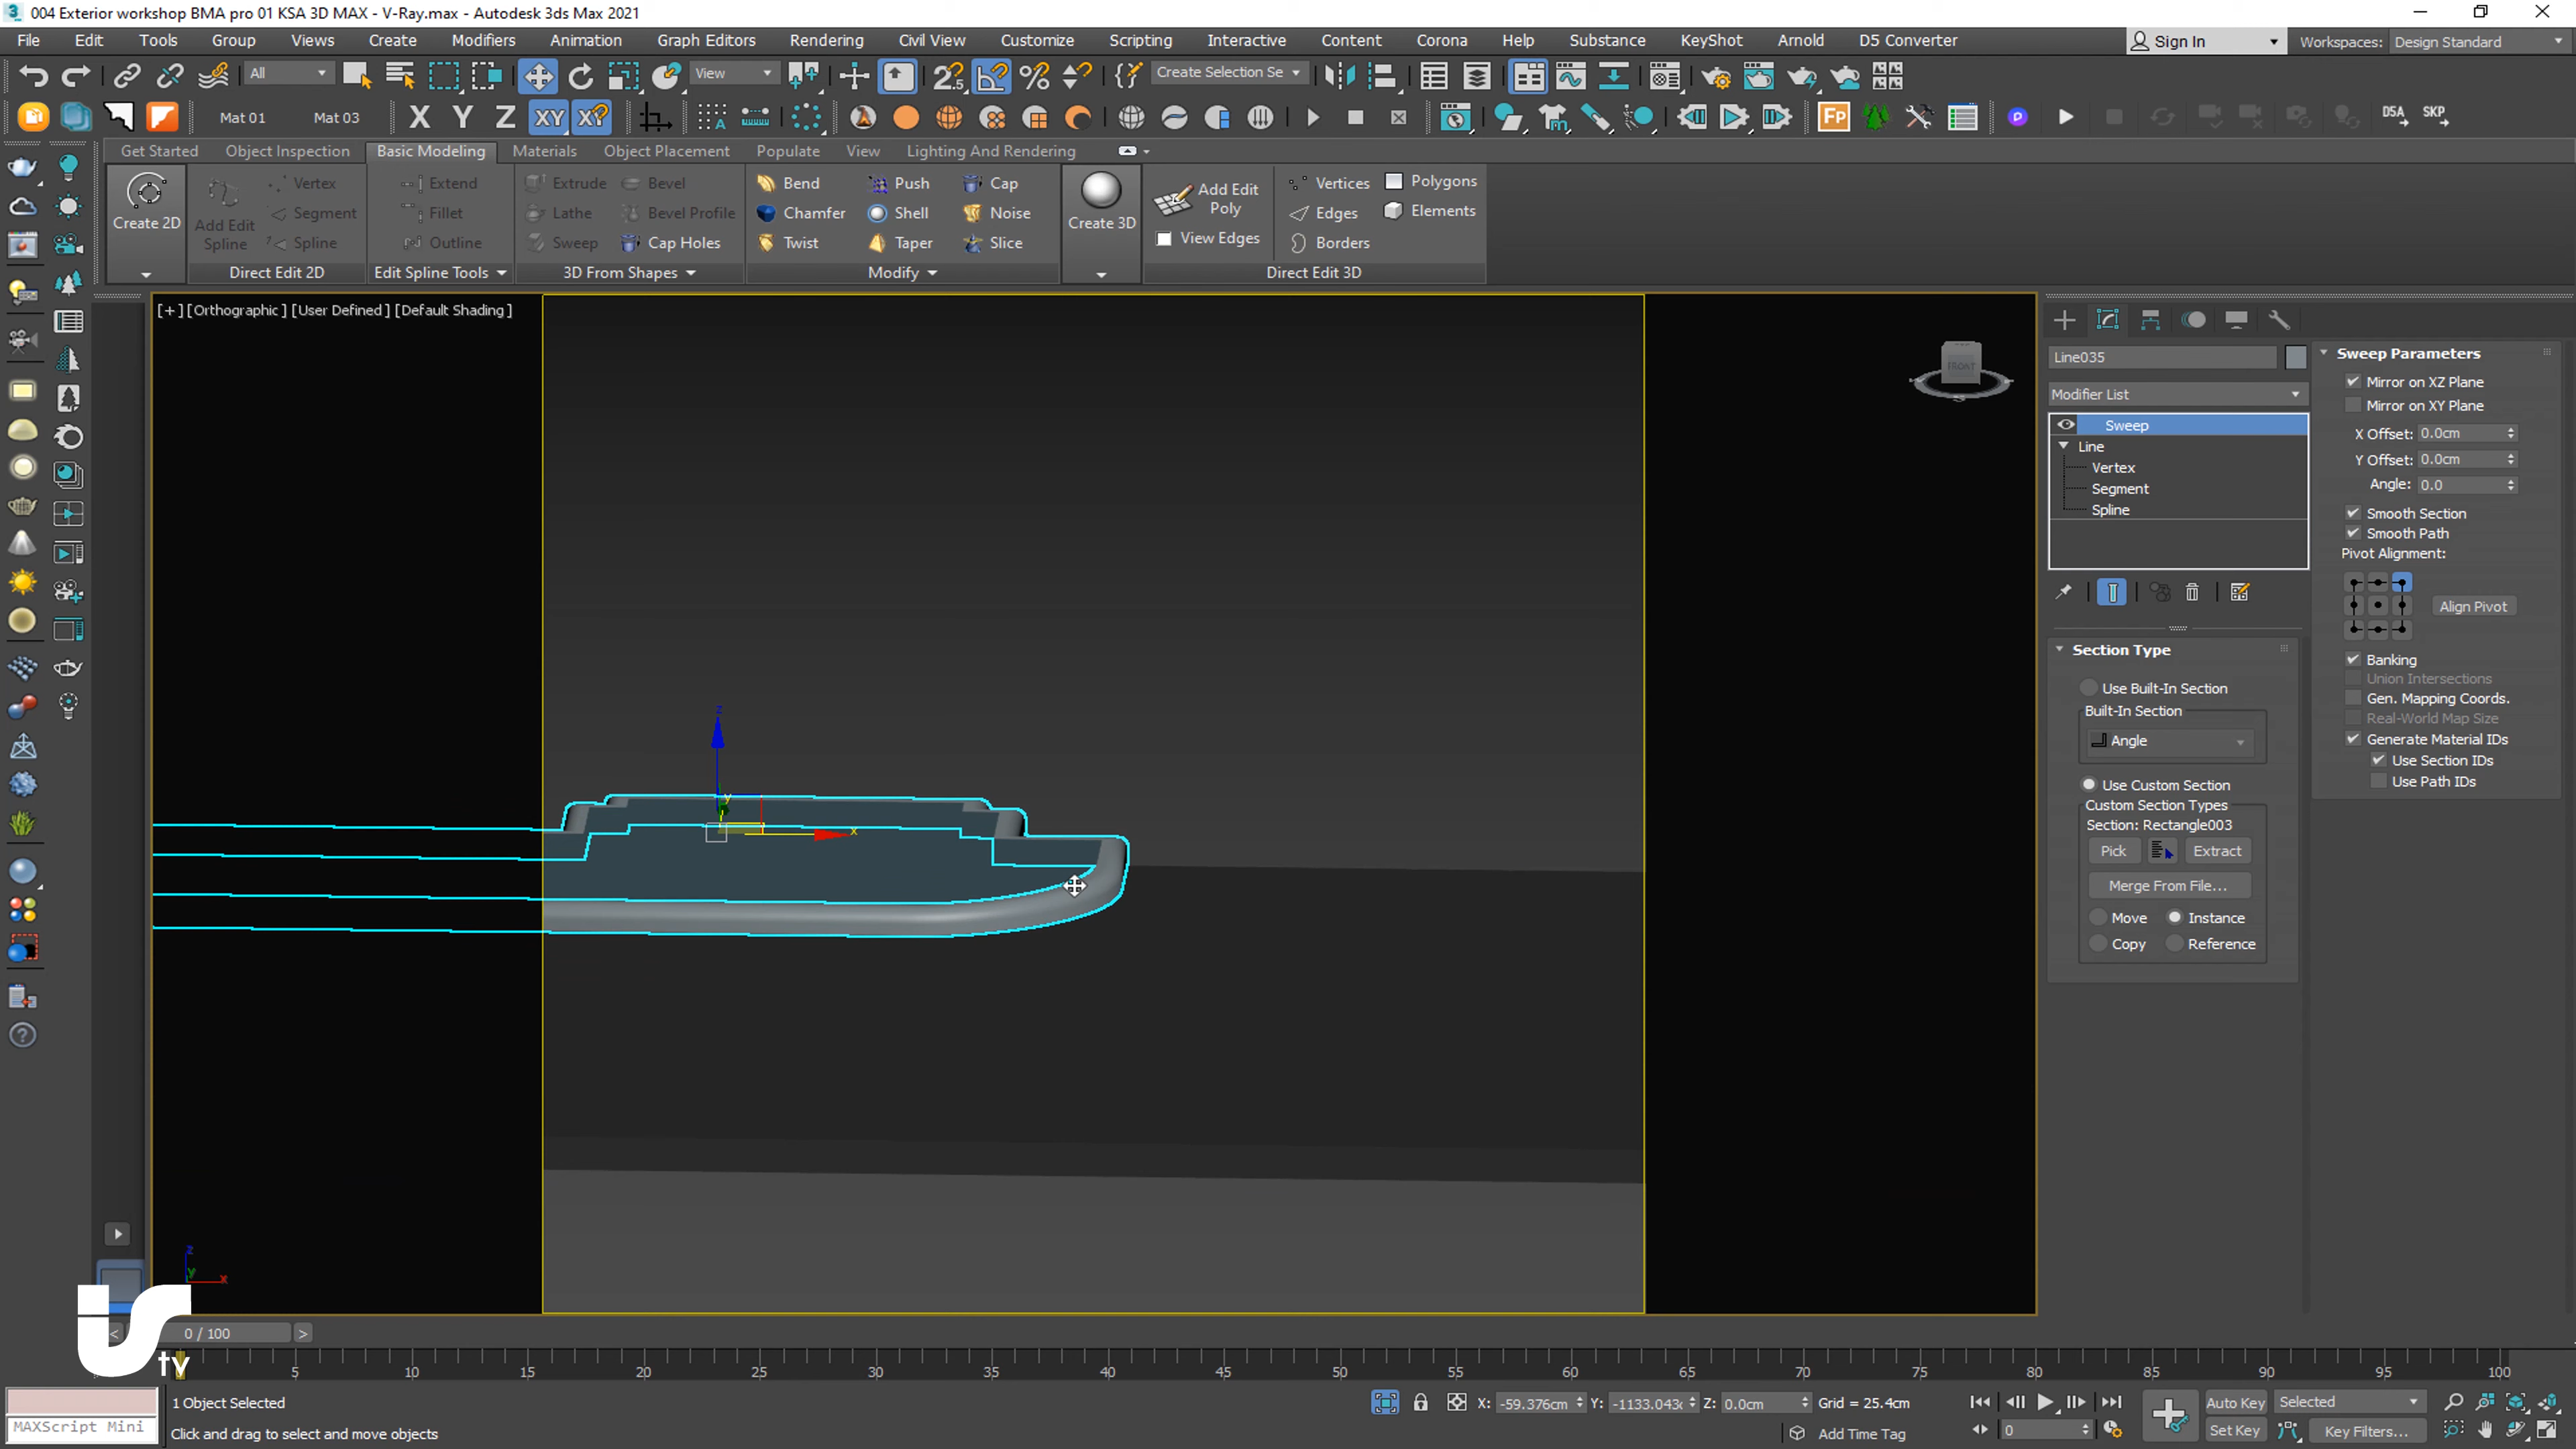 004 Exterior workshop BMA pro 01 KSA 3D MAX - V-Ray.max - Autodesk 3ds Max 2021
File Edit Tools Group Views Create Modifiers Animation Graph Editors Rendering Civil View Customize Scripting Interactive Content Corona Help Substance KeyShot Arnold D5 Converter Sign In Workspaces: Design Standard
All View Create Selection Se
Mat 01 Mat 03 X Y Z XY X? Fp D5A SKP
Get Started Object Inspection Basic Modeling Materials Object Placement Populate View Lighting And Rendering
Create 2D
Add Edit Spline
Vertex
Segment
Spline
Direct Edit 2D
Extend
Fillet
Outline
Edit Spline Tools
Extrude Bevel
Lathe Bevel Profile
Sweep Cap Holes
3D From Shapes
Bend Push Cap
Chamfer Shell Noise
Twist Taper Slice
Modify
Create 3D
Add Edit Poly
View Edges
Vertices Polygons
Edges Elements
Borders
Direct Edit 3D
[+] [Orthographic ] [User Defined ] [Default Shading ]
FRONT
z
y
x
z
y
x
Line035
Modifier List
Sweep
Line
Vertex
Segment
Spline
Section Type
Use Built-In Section
Built-In Section
Angle
Use Custom Section
Custom Section Types
Section: Rectangle003
Pick Extract
Merge From File...
Move Instance
Copy Reference
Sweep Parameters
Mirror on XZ Plane
Mirror on XY Plane
X Offset: 0.0cm
Y Offset: 0.0cm
Angle: 0.0
Smooth Section
Smooth Path
Pivot Alignment:
Align Pivot
Banking
Union Intersections
Gen. Mapping Coords.
Real-World Map Size
Generate Material IDs
Use Section IDs
Use Path IDs
< 0 / 100 >
tv
5 10 15 20 25 30 35 40 45 50 55 60 65 70 75 80 85 90 95 100
MAXScript Mini
1 Object Selected
Click and drag to select and move objects
X: -59.376cm Y: -1133.043c Z: 0.0cm Grid = 25.4cm
Add Time Tag
0
Auto Key Selected
Set Key Key Filters...